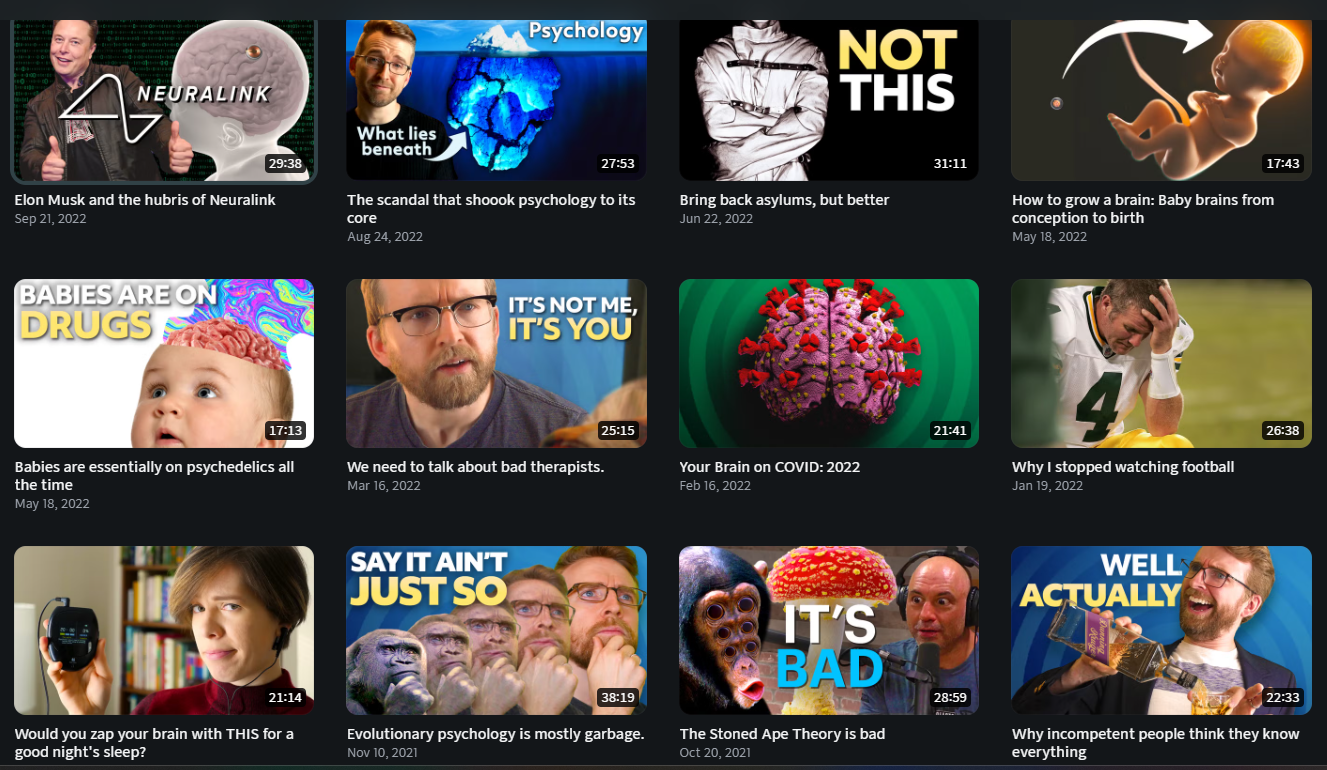 NEURALINK
29:38
Psychology
What lies
beneath
27:53
NOT
THIS
31:11
17:43
Elon Musk and the hubris of Neuralink
Sep 21, 2022
The scandal that shoook psychology to its
core
Aug 24, 2022
Bring back asylums, but better
Jun 22, 2022
How to grow a brain: Baby brains from
conception to birth
May 18, 2022
BABIES ARE ON
DRUGS
17:13
IT'S NOT ME,
IT'S YOU
25:15
21:41
4
26:38
Babies are essentially on psychedelics all
the time
May 18, 2022
We need to talk about bad therapists.
Mar 16, 2022
Your Brain on COVID: 2022
Feb 16, 2022
Why I stopped watching football
Jan 19, 2022
21:14
SAY IT AIN'T
JUST SO
38:19
IT'S
BAD
28:59
WELL
ACTUALLY
22:33
Would you zap your brain with THIS for a
good night's sleep?
Evolutionary psychology is mostly garbage.
Nov 10, 2021
The Stoned Ape Theory is bad
Oct 20, 2021
Why incompetent people think they know
everything